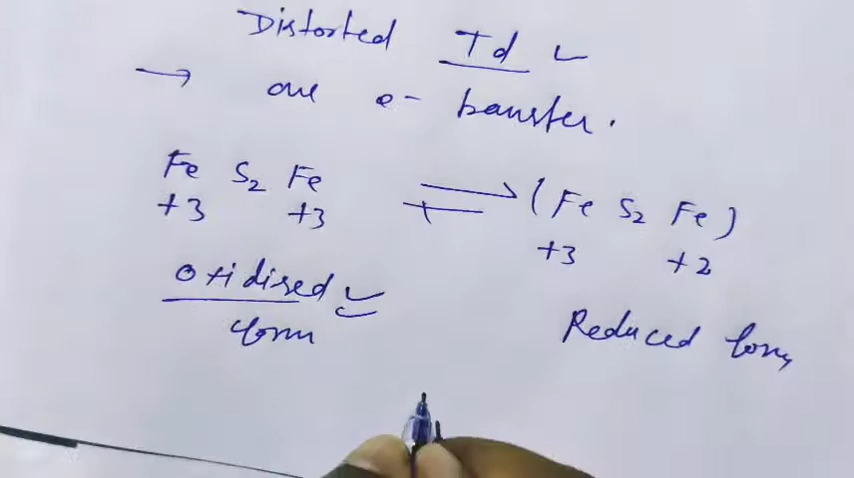 Distorted Td ✓
→ one e- transfer.
Fe S2 Fe ⇌ (Fe S2 Fe)
+3 +3 +3 +2
Oxidised ✓ Reduced form
form